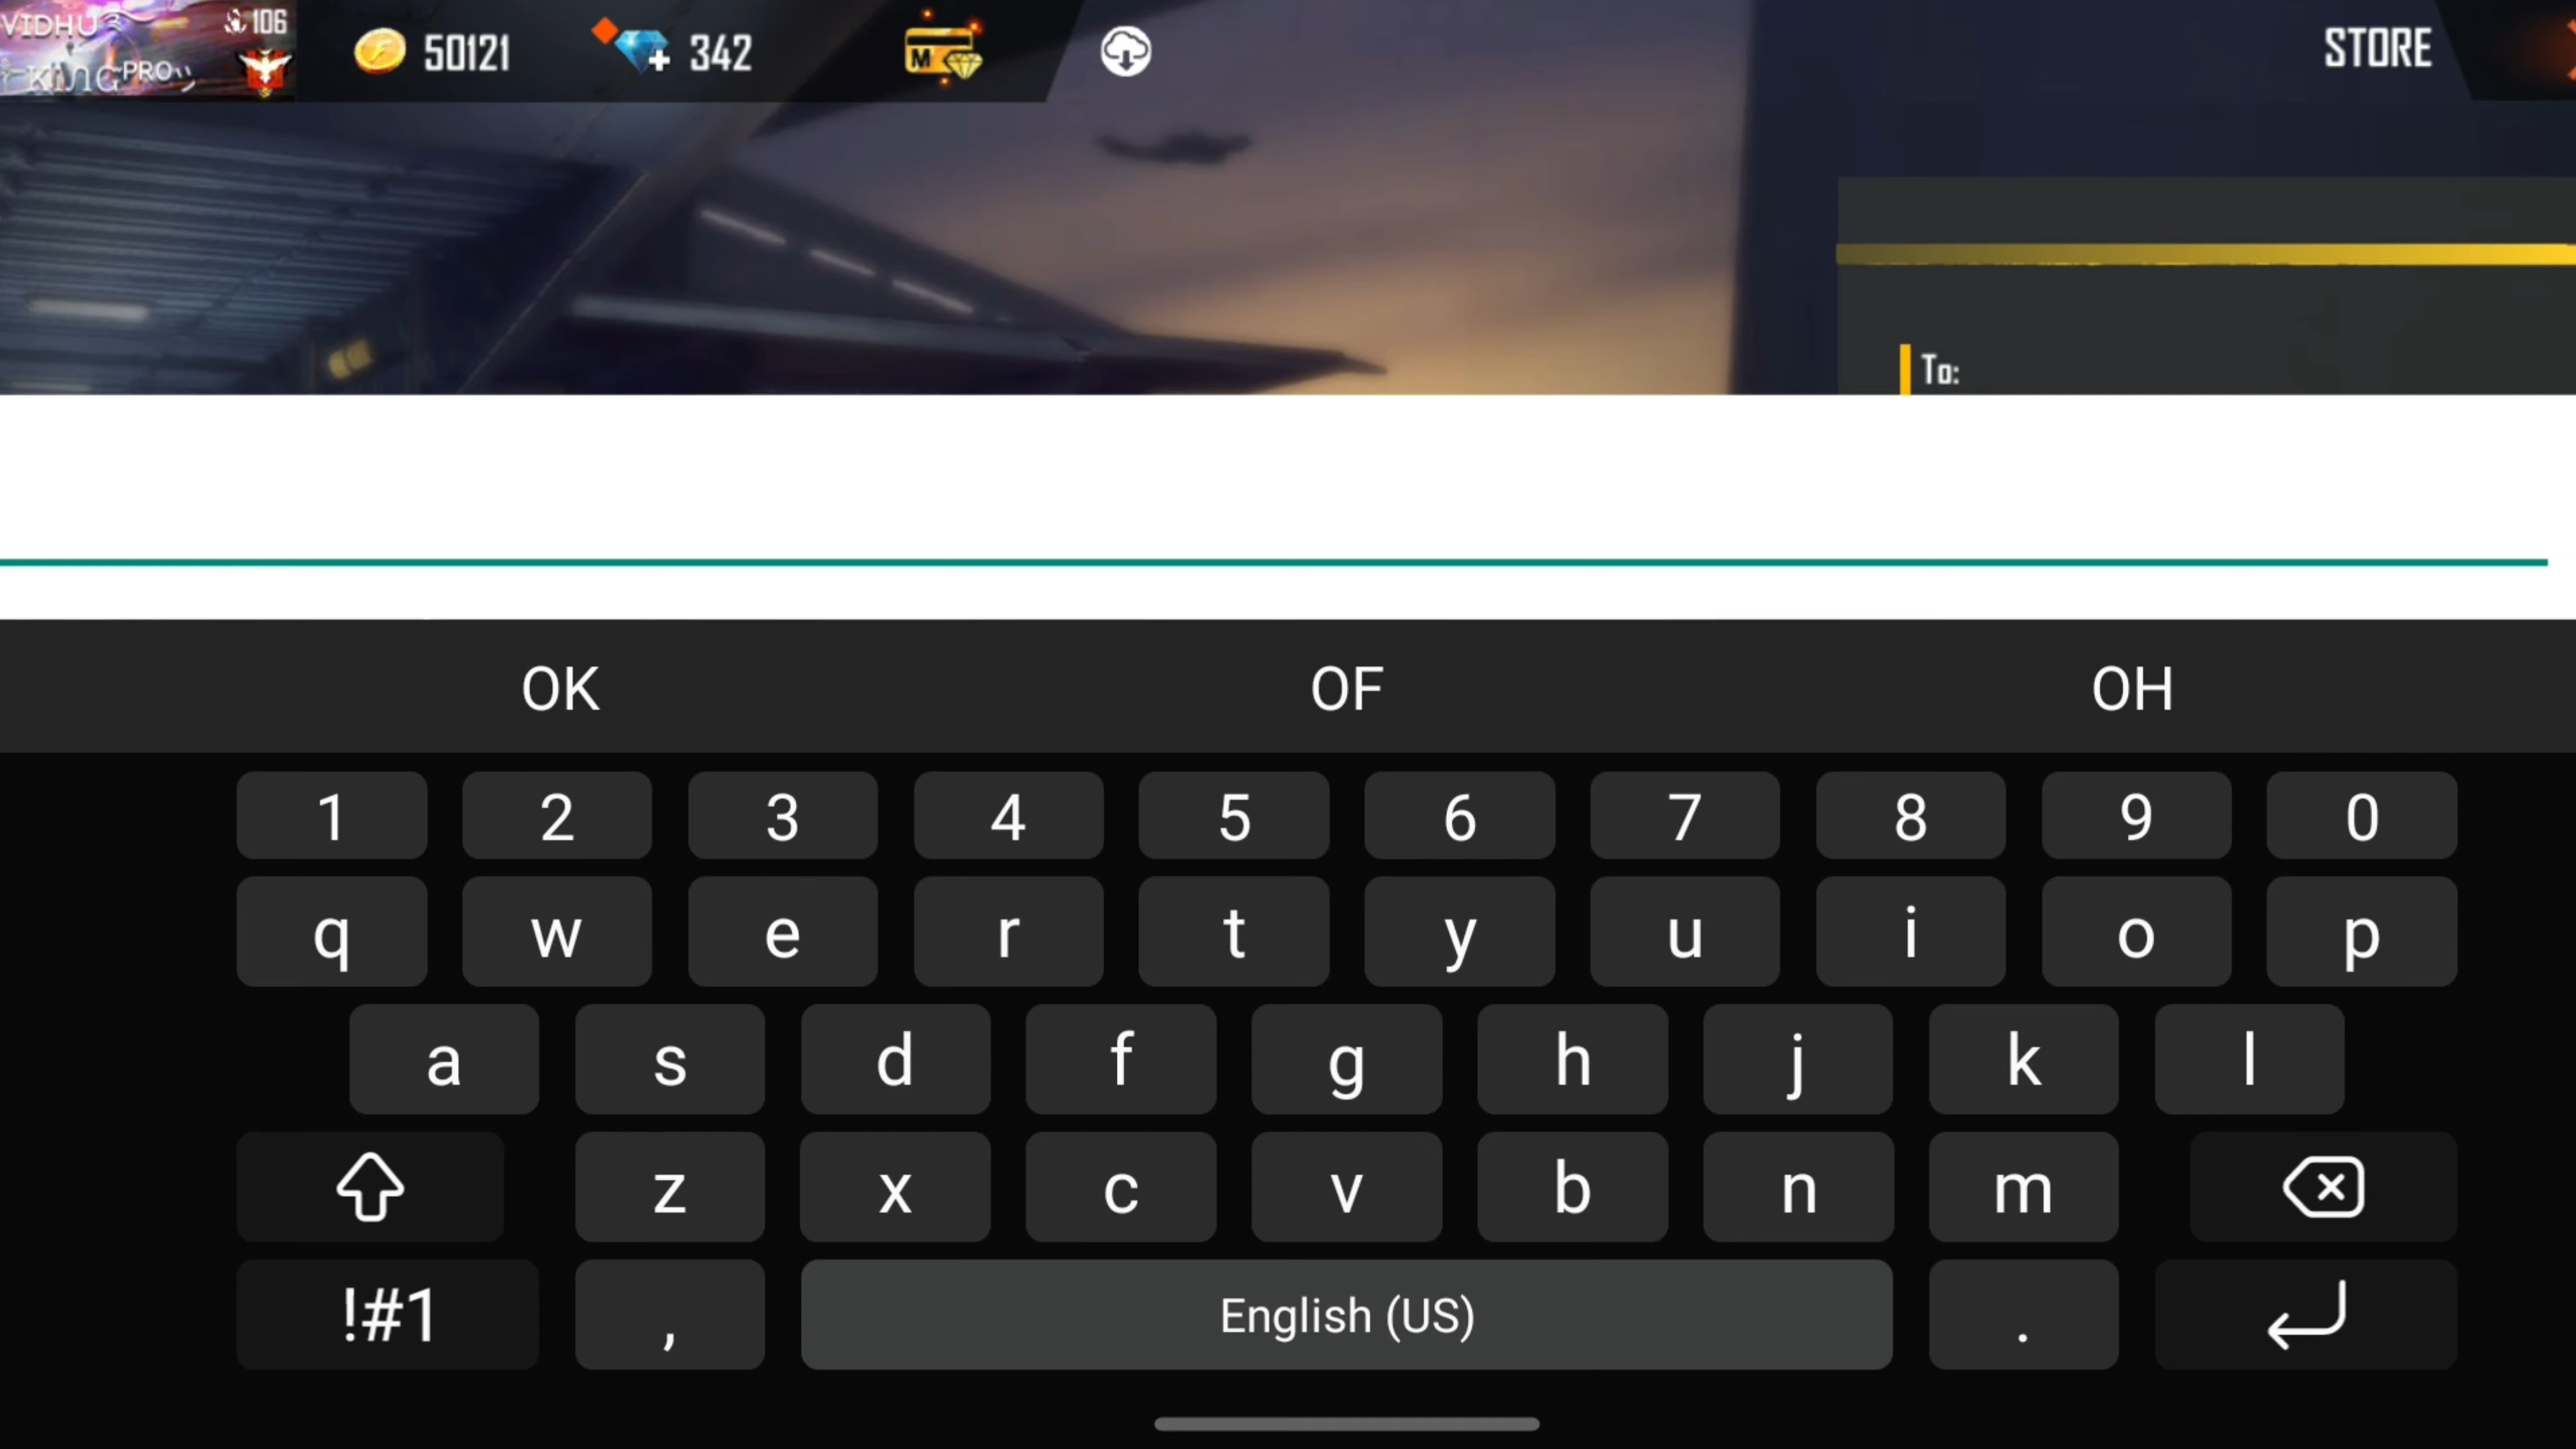 VIDHU 106
KING PRO
50121
342
M
STORE
To:
OK OF OH
1 2 3 4 5 6 7 8 9 0
q w e r t y u i o p
a s d f g h j k l
z x c v b n m
!#1 , English (US) .